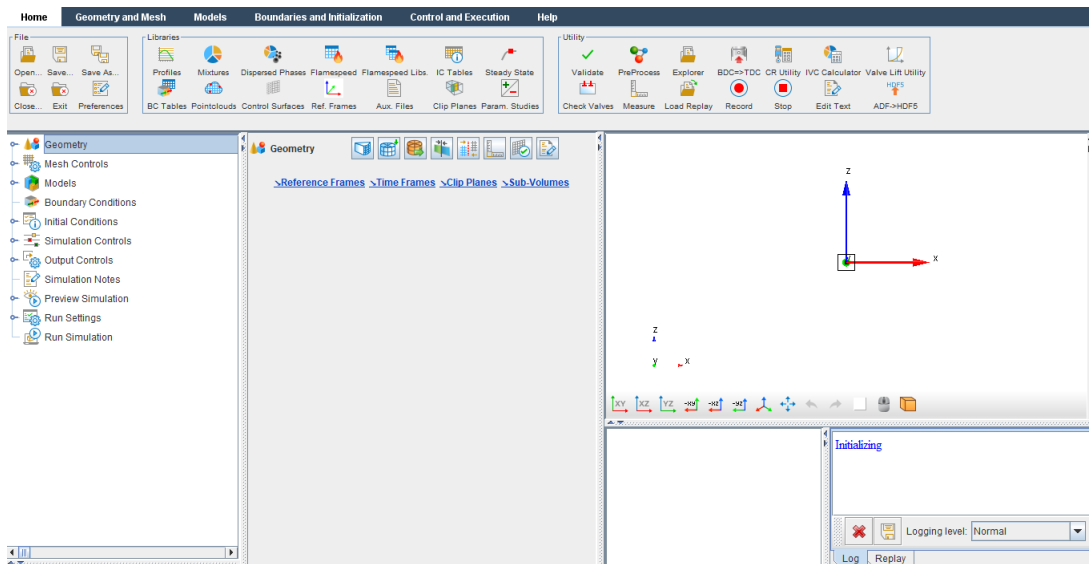 Home Geometry and Mesh Models Boundaries and Initialization Control and Execution Help
File Libraries Utility
Open... Save... Save As... Profiles Mixtures Dispersed Phases Flamespeed Flamespeed Libs. IC Tables Steady State Validate PreProcess Explorer BDC=>TDC CR Utility IVC Calculator Valve Lift Utility
HDF5
Close... Exit Preferences BC Tables Pointclouds Control Surfaces Ref. Frames Aux. Files Clip Planes Param. Studies Check Valves Measure Load Replay Record Stop Edit Text ADF->HDF5
Geometry
Mesh Controls
Models
Boundary Conditions
Initial Conditions
Simulation Controls
Output Controls
Simulation Notes
Preview Simulation
Run Settings
Run Simulation
Geometry
Reference Frames Time Frames Clip Planes Sub-Volumes
z
x
y
z
y x
XY XZ YZ -XY -XZ -YZ
Initializing
Logging level: Normal
Log Replay